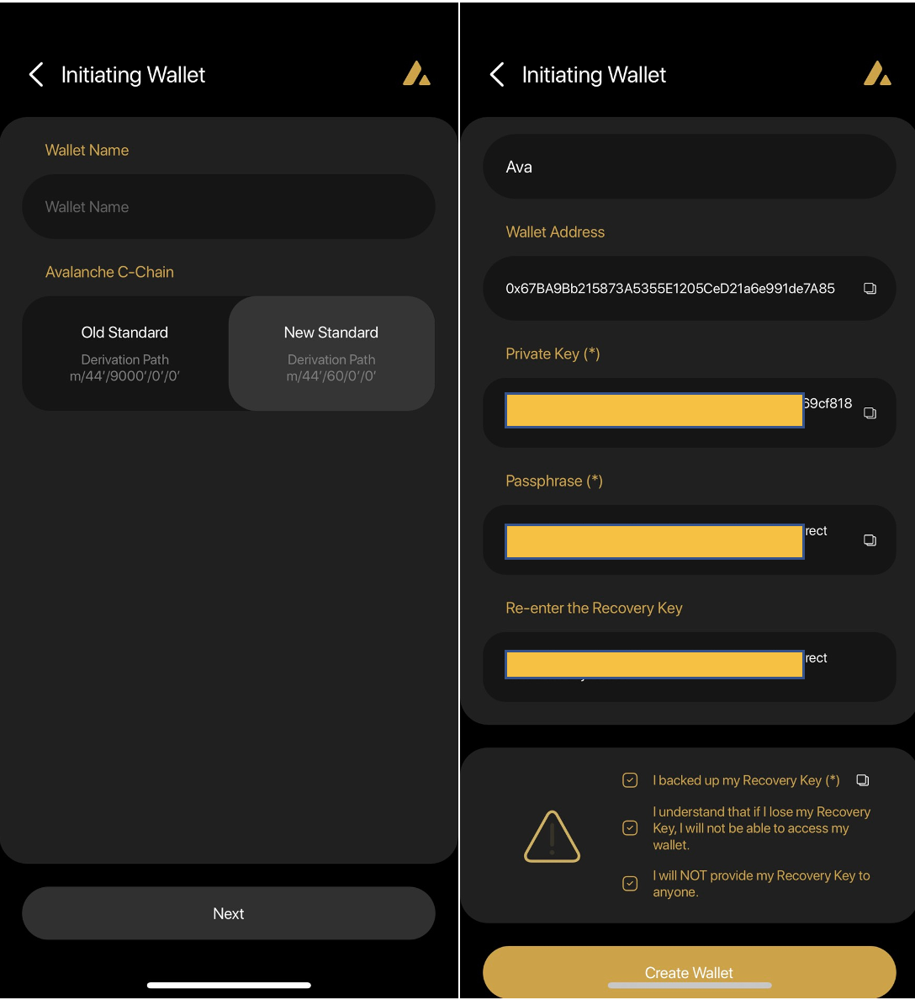 Initiating Wallet
Wallet Name
Wallet Name
Avalanche C-Chain
Old Standard
Derivation Path
m/44'/9000'/0'/0'
New Standard
Derivation Path
m/44'/60/0'/0'
Next
Initiating Wallet
Ava
Wallet Address
0x67BA9Bb215873A5355E1205CeD21a6e991de7A85
Private Key (*)
69cf818
Passphrase (*)
rect
Re-enter the Recovery Key
rect
I backed up my Recovery Key (*)
I understand that if I lose my Recovery
Key, I will not be able to access my
wallet.
I will NOT provide my Recovery Key to
anyone.
Create Wallet